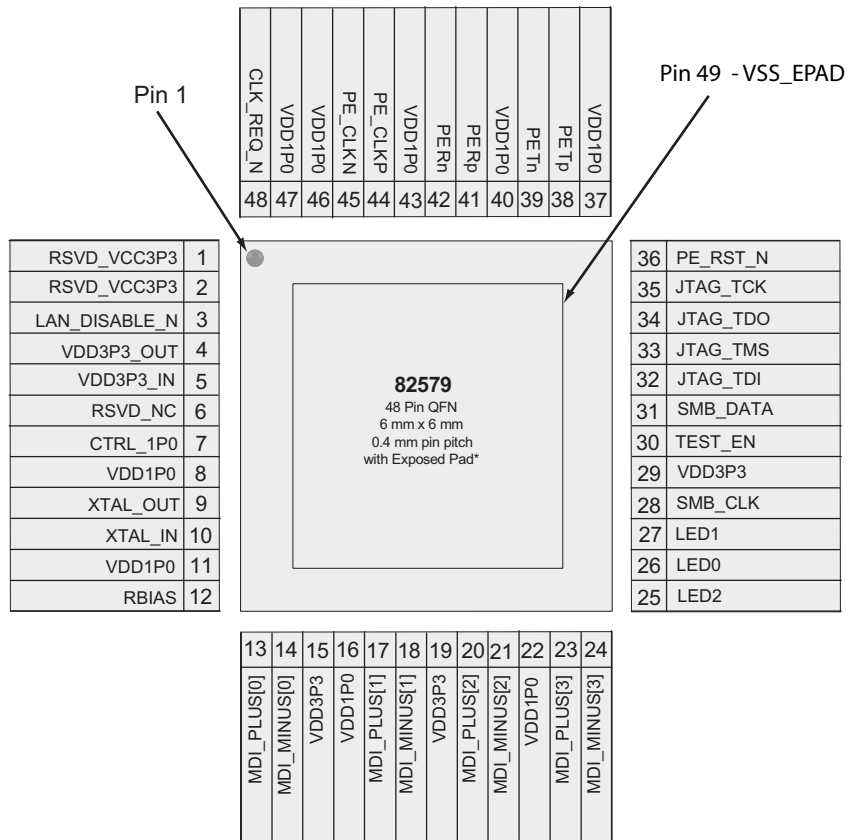 Pin 1
Pin 49 - VSS_EPAD
CLK_REQ_N
VDD1P0
VDD1P0
PE_CLKN
PE_CLKP
VDD1P0
PERn
PERp
VDD1P0
PETn
PETp
VDD1P0
48 47 46 45 44 43 42 41 40 39 38 37
RSVD_VCC3P3 1
RSVD_VCC3P3 2
LAN_DISABLE_N 3
VDD3P3_OUT 4
VDD3P3_IN 5
RSVD_NC 6
CTRL_1P0 7
VDD1P0 8
XTAL_OUT 9
XTAL_IN 10
VDD1P0 11
RBIAS 12
82579
48 Pin QFN
6 mm x 6 mm
0.4 mm pin pitch
with Exposed Pad*
36 PE_RST_N
35 JTAG_TCK
34 JTAG_TDO
33 JTAG_TMS
32 JTAG_TDI
31 SMB_DATA
30 TEST_EN
29 VDD3P3
28 SMB_CLK
27 LED1
26 LED0
25 LED2
13 14 15 16 17 18 19 20 21 22 23 24
MDI_PLUS[0]
MDI_MINUS[0]
VDD3P3
VDD1P0
MDI_PLUS[1]
MDI_MINUS[1]
VDD3P3
MDI_PLUS[2]
MDI_MINUS[2]
VDD1P0
MDI_PLUS[3]
MDI_MINUS[3]